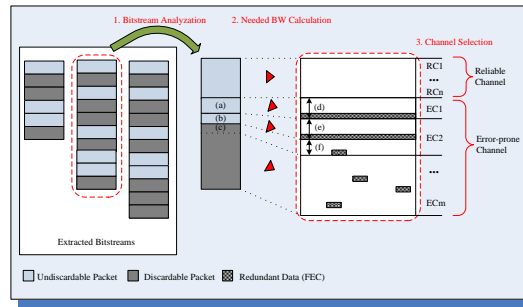 1. Bitstream Analyzation
2. Needed BW Calculation
3. Channel Selection
(a)
(b)
(c)
(d)
(e)
(f)
RC1
...
RCn
EC1
EC2
...
ECm
Reliable
Channel
Error-prone
Channel
Extracted Bitstreams
Undiscardable Packet
Discardable Packet
Redundant Data (FEC)